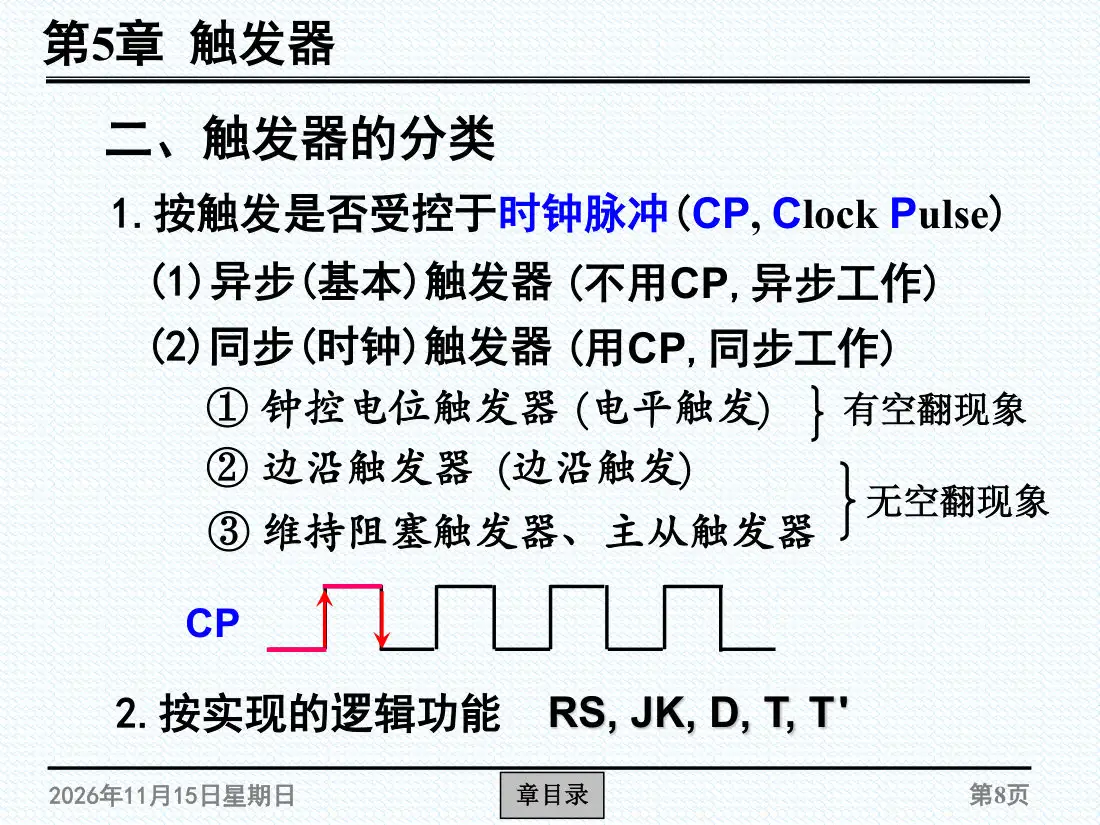 第5章 触发器
二、触发器的分类
1.按触发是否受控于时钟脉冲(CP, Clock Pulse)
(1)异步(基本)触发器(不用CP,异步工作)
(2)同步(时钟)触发器(用CP,同步工作)
① 钟控电位触发器(电平触发) } 有空翻现象
② 边沿触发器 (边沿触发)
} 无空翻现象
③ 维持阻塞触发器、主从触发器
CP
2.按实现的逻辑功能 RS, JK, D, T, T'
2026年11月15日星期日 章目录 第8页